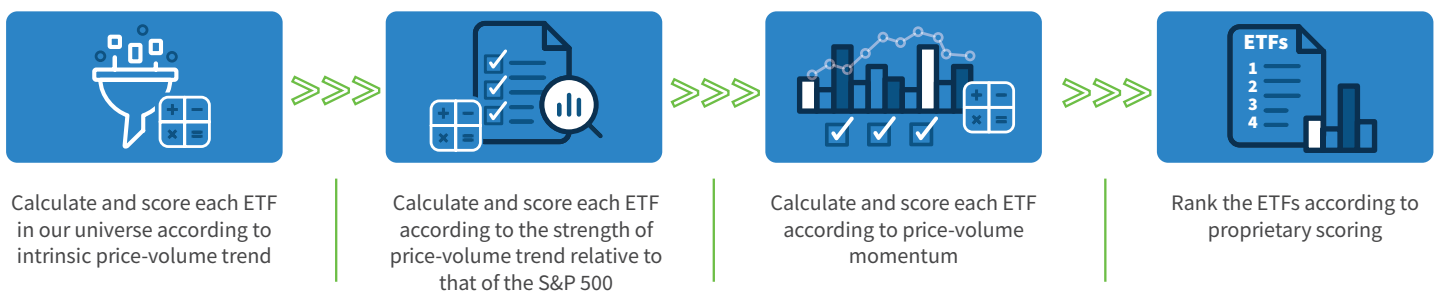 ETFs
1
2
3
4
Calculate and score each ETF
in our universe according to
intrinsic price-volume trend
Calculate and score each ETF
according to the strength of
price-volume trend relative to
that of the S&P 500
Calculate and score each ETF
according to price-volume
momentum
Rank the ETFs according to
proprietary scoring